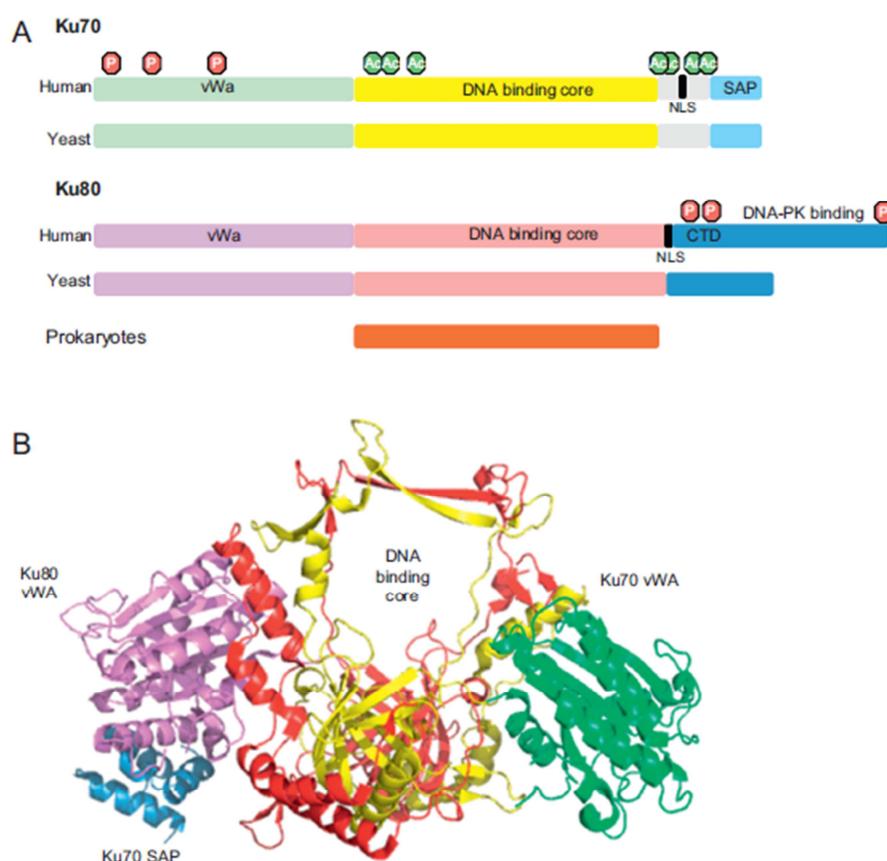 A
Ku70
P P P Ac Ac Ac Ac Ac Ac Ac
Human vWa DNA binding core SAP
NLS
Yeast
Ku80
P P DNA-PK binding P
Human vWa DNA binding core CTD
NLS
Yeast
Prokaryotes
B
Ku80
vWA
DNA
binding
core
Ku70 vWA
Ku70 SAP